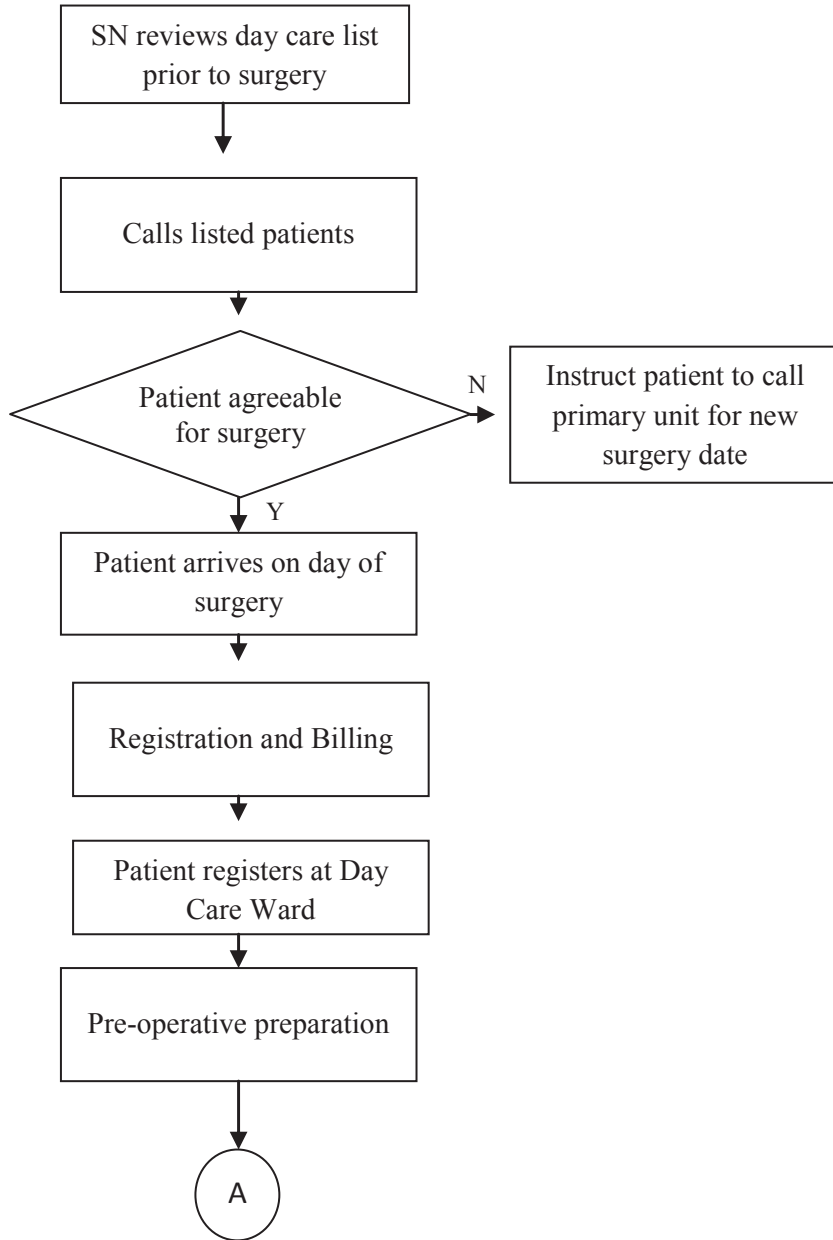 SN reviews day care list
prior to surgery
Calls listed patients
Patient agreeable
for surgery
N
Instruct patient to call
primary unit for new
surgery date
Y
Patient arrives on day of
surgery
Registration and Billing
Patient registers at Day
Care Ward
Pre-operative preparation
A